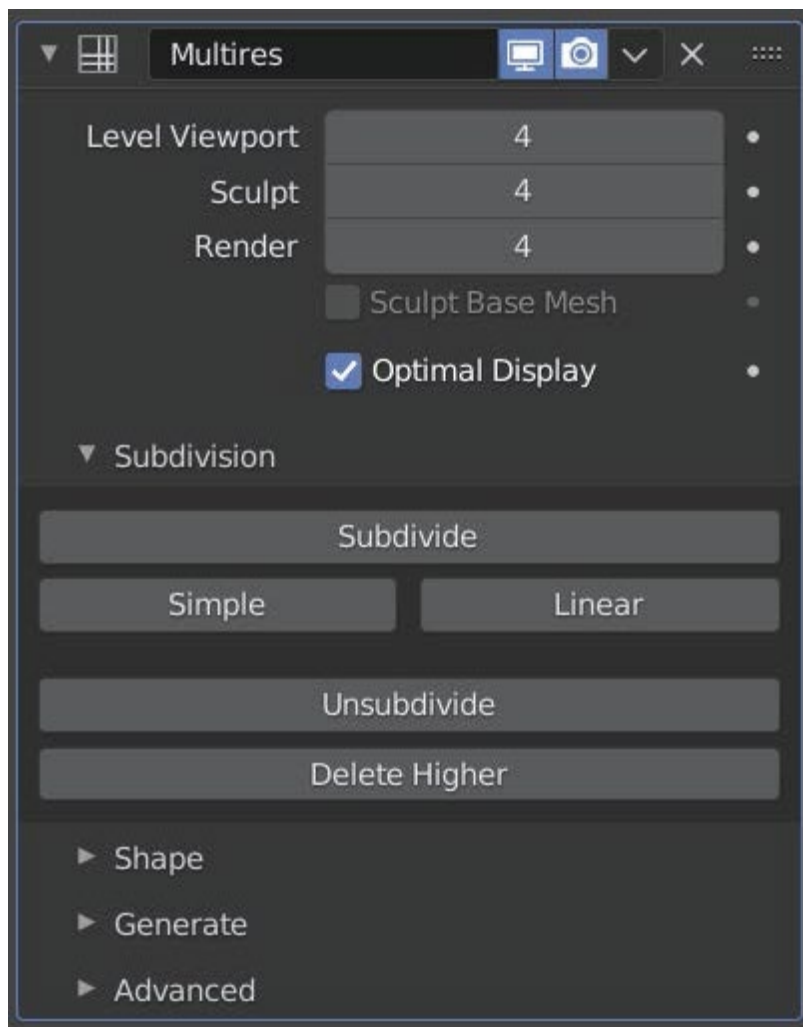 Multires
Level Viewport 4
Sculpt 4
Render 4
Sculpt Base Mesh
Optimal Display
Subdivision
Subdivide
Simple Linear
Unsubdivide
Delete Higher
Shape
Generate
Advanced